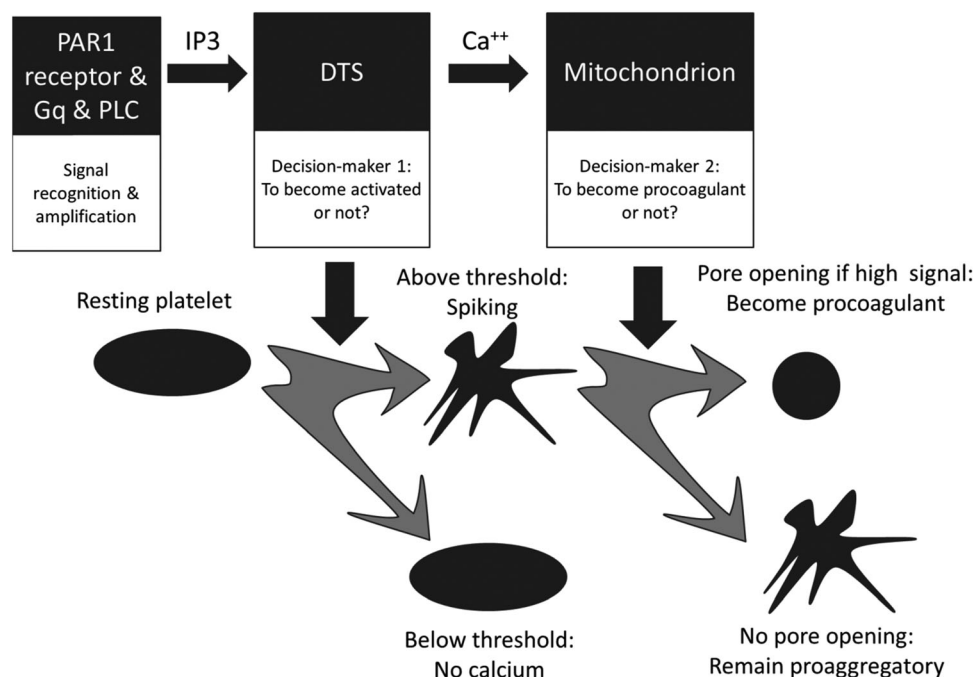 PAR1
receptor &
Gq & PLC
IP3
DTS
Ca++
Mitochondrion
Signal
recognition &
amplification
Decision-maker 1:
To become activated
or not?
Decision-maker 2:
To become procoagulant
or not?
Resting platelet
Above threshold:
Spiking
Pore opening if high signal:
Become procoagulant
Below threshold:
No calcium
No pore opening:
Remain proaggregatory